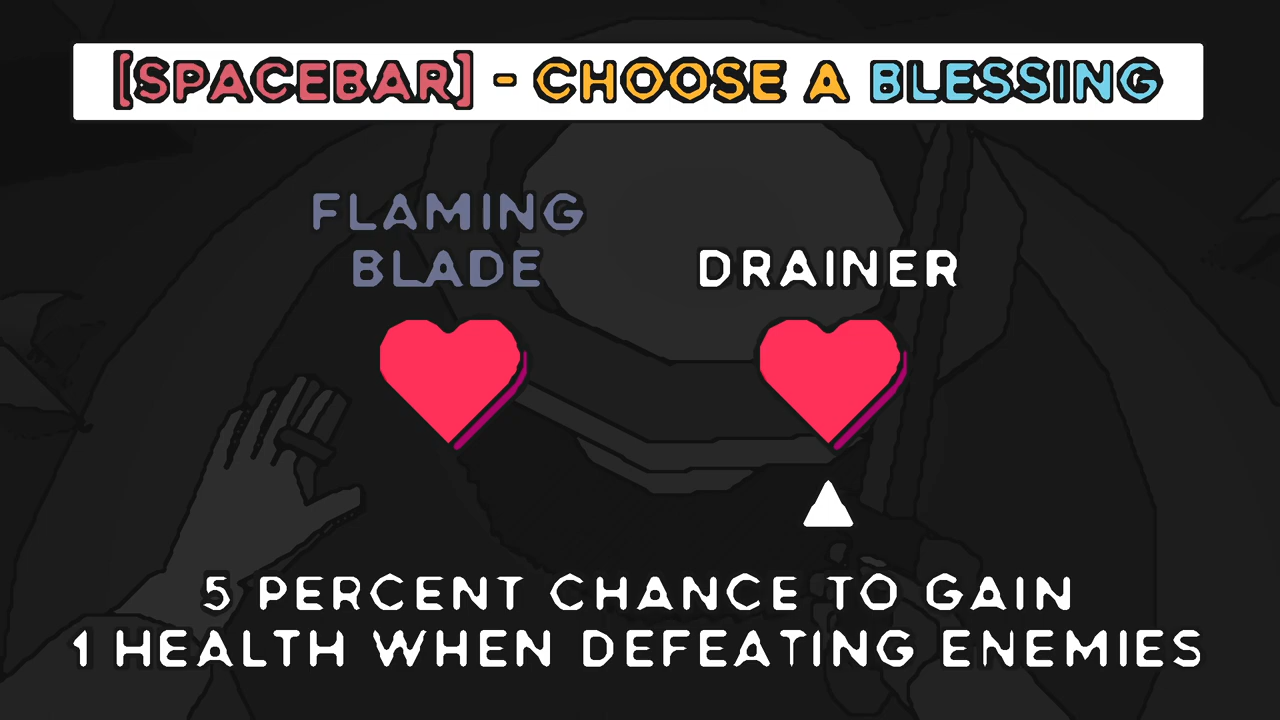 [SPACEBAR] - CHOOSE A BLESSING
FLAMING
BLADE
DRAINER
5 PERCENT CHANCE TO GAIN
1 HEALTH WHEN DEFEATING ENEMIES